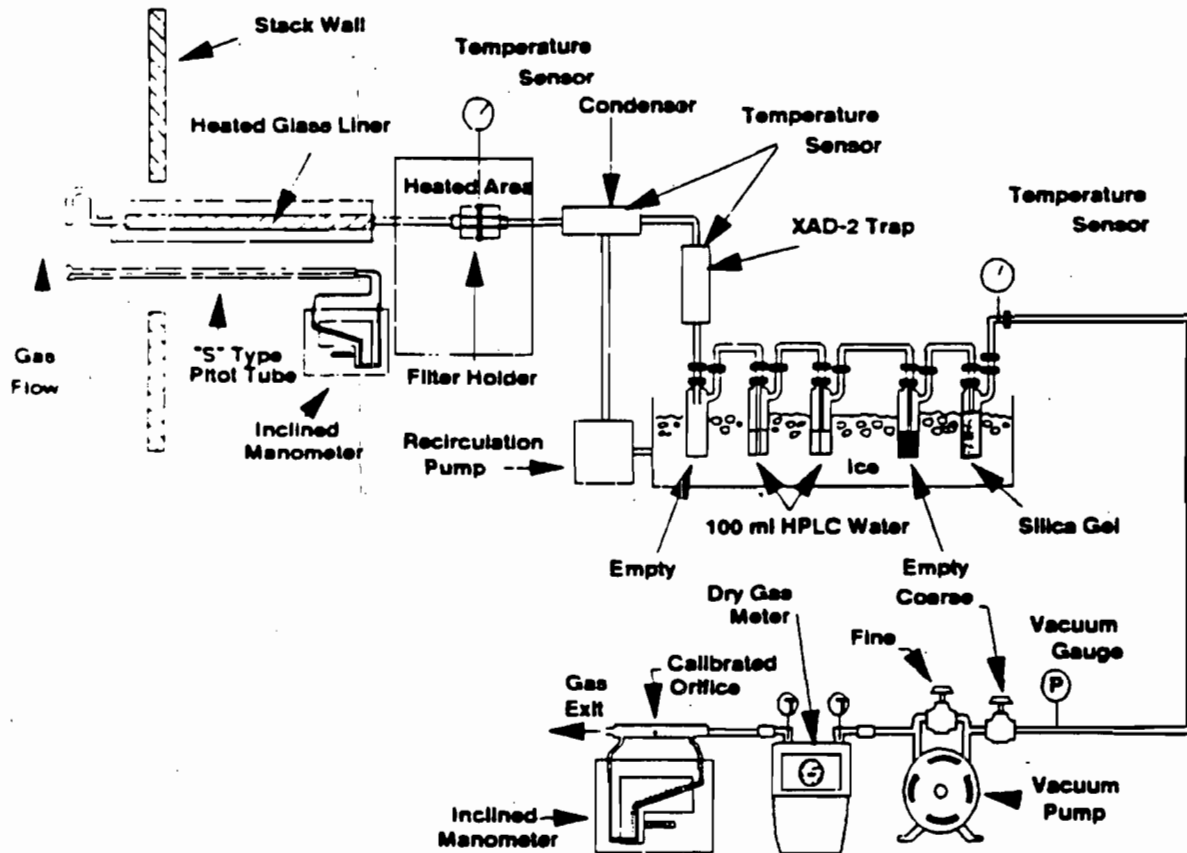 Stack Wall
Temperature
Sensor
Condenser
Heated Glass Liner
Temperature
Sensor
Heated Area
Temperature
Sensor
XAD-2 Trap
Gas
Flow
"S" Type
Pitot Tube
Filter Holder
Inclined
Manometer
Recirculation
Pump
Ice
100 ml HPLC Water
Silica Gel
Empty
Empty
Coarse
Dry Gas
Meter
Fine
Vacuum
Gauge
Calibrated
Orifice
Gas
Exit
P
T
T
Inclined
Manometer
Vacuum
Pump